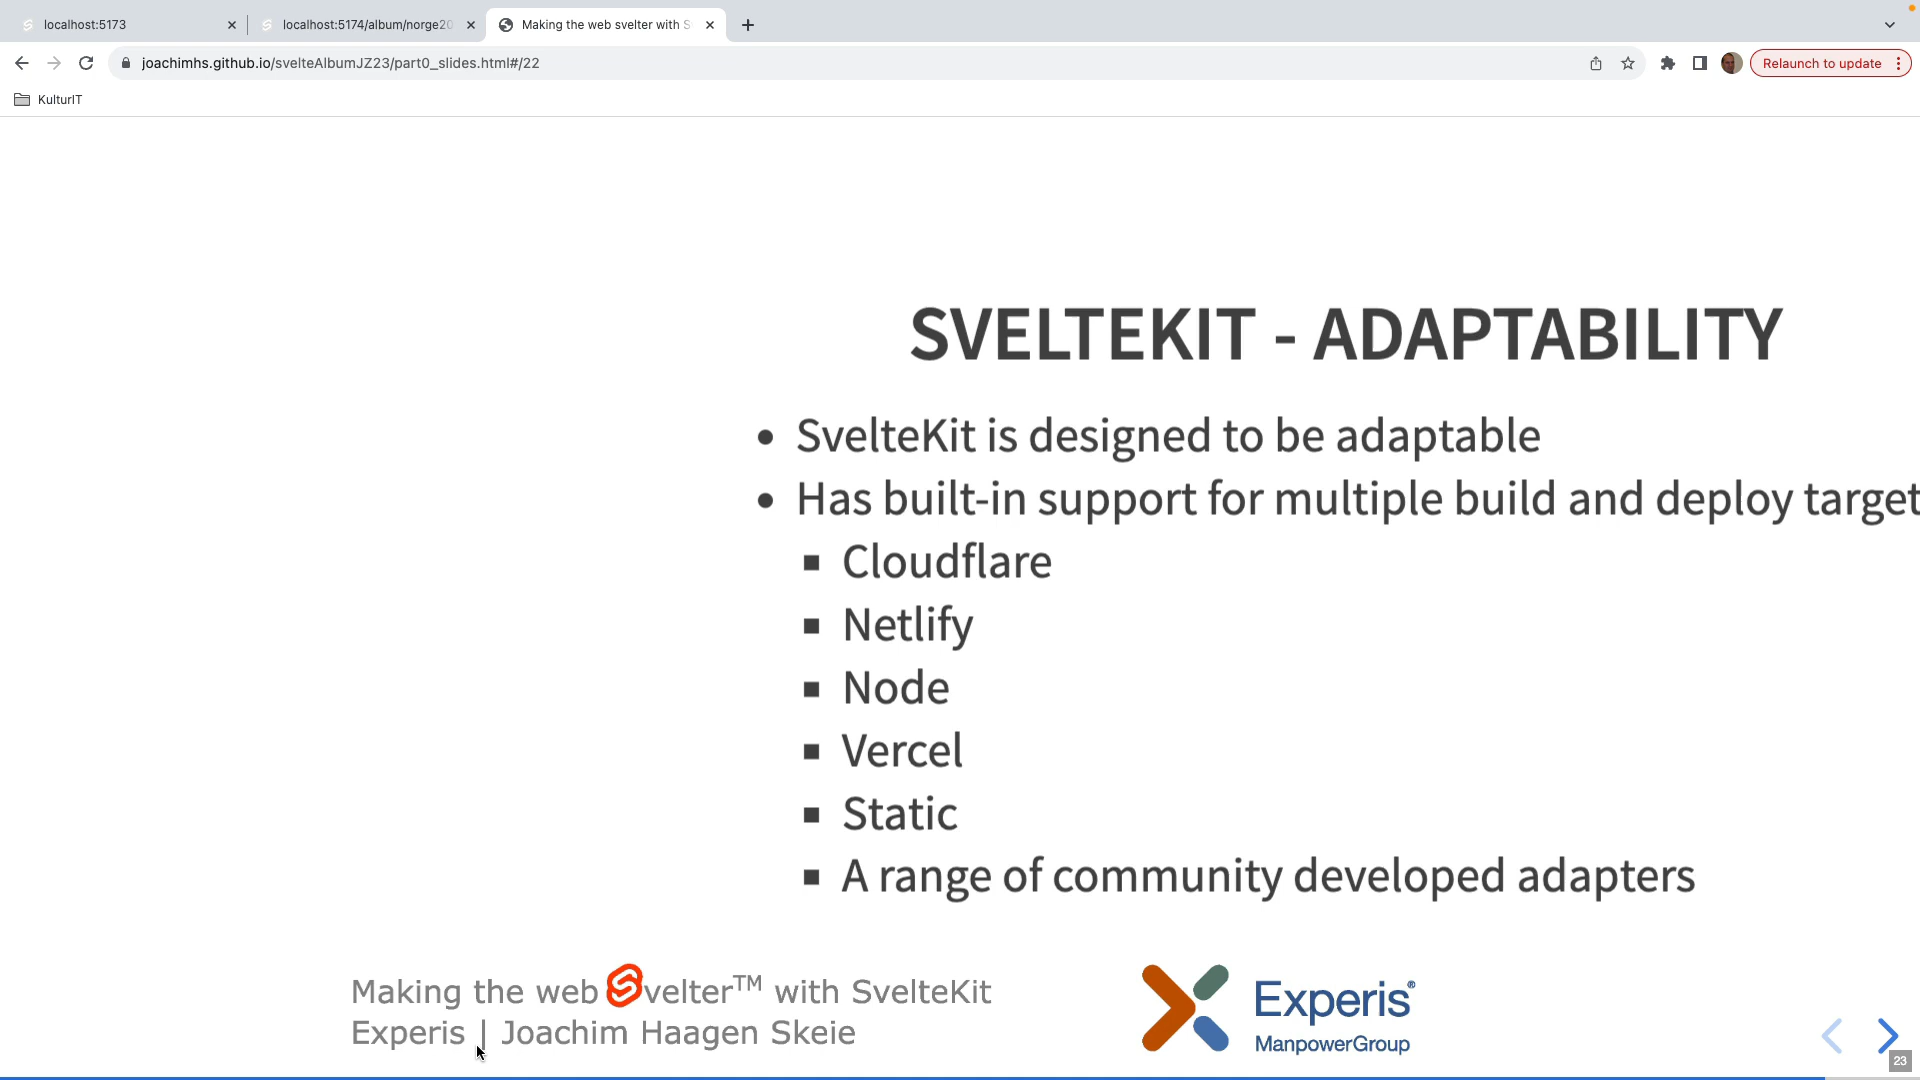 localhost:5173
localhost:5174/album/norge20
Making the web svelter with S
joachimhs.github.io/svelteAlbumJZ23/part0_slides.html#/22
Relaunch to update
KulturIT
SVELTEKIT - ADAPTABILITY
• SvelteKit is designed to be adaptable
• Has built-in support for multiple build and deploy target
▪ Cloudflare
▪ Netlify
▪ Node
▪ Vercel
▪ Static
▪ A range of community developed adapters
Making the web Svelter™ with SvelteKit
Experis | Joachim Haagen Skeie
Experis®
ManpowerGroup
23